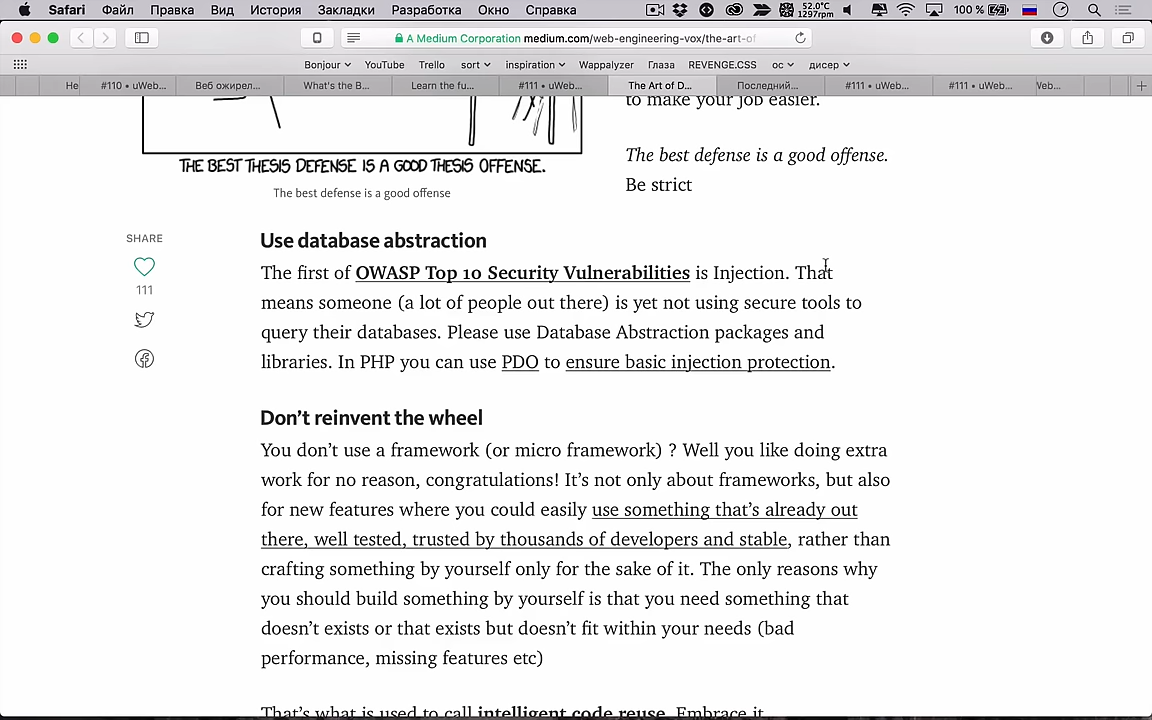 Safari Файл Правка Вид История Закладки Разработка Окно Справка 52.0°C 1297rpm 100 %
A Medium Corporation medium.com/web-engineering-vox/the-art-of
Bonjour YouTube Trello sort inspiration Wappalyzer Глаза REVENGE.CSS ос дисер
Не #110 • uWeb... Веб ожирел... What's the B... Learn the fu... #111 • uWeb... The Art of D... Последний... #111 • uWeb... #111 • uWeb... Web...
to make your job easier.
THE BEST THESIS DEFENSE IS A GOOD THESIS OFFENSE.
The best defense is a good offense
The best defense is a good offense.
Be strict
SHARE
111
Use database abstraction
The first of OWASP Top 10 Security Vulnerabilities is Injection. That
means someone (a lot of people out there) is yet not using secure tools to
query their databases. Please use Database Abstraction packages and
libraries. In PHP you can use PDO to ensure basic injection protection.
Don’t reinvent the wheel
You don’t use a framework (or micro framework) ? Well you like doing extra
work for no reason, congratulations! It’s not only about frameworks, but also
for new features where you could easily use something that’s already out
there, well tested, trusted by thousands of developers and stable, rather than
crafting something by yourself only for the sake of it. The only reasons why
you should build something by yourself is that you need something that
doesn’t exists or that exists but doesn’t fit within your needs (bad
performance, missing features etc)
That’s what is used to call intelligent code reuse. Embrace it